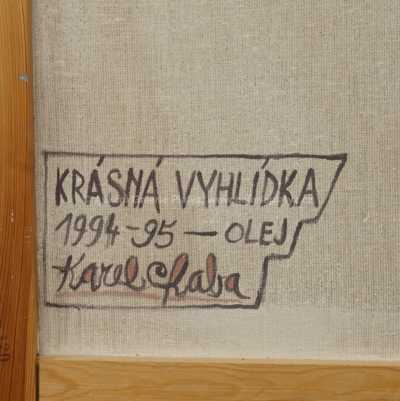 KRÁSNÁ VYHLÍDKA
1994-95 — OLEJ
Karel Chaba